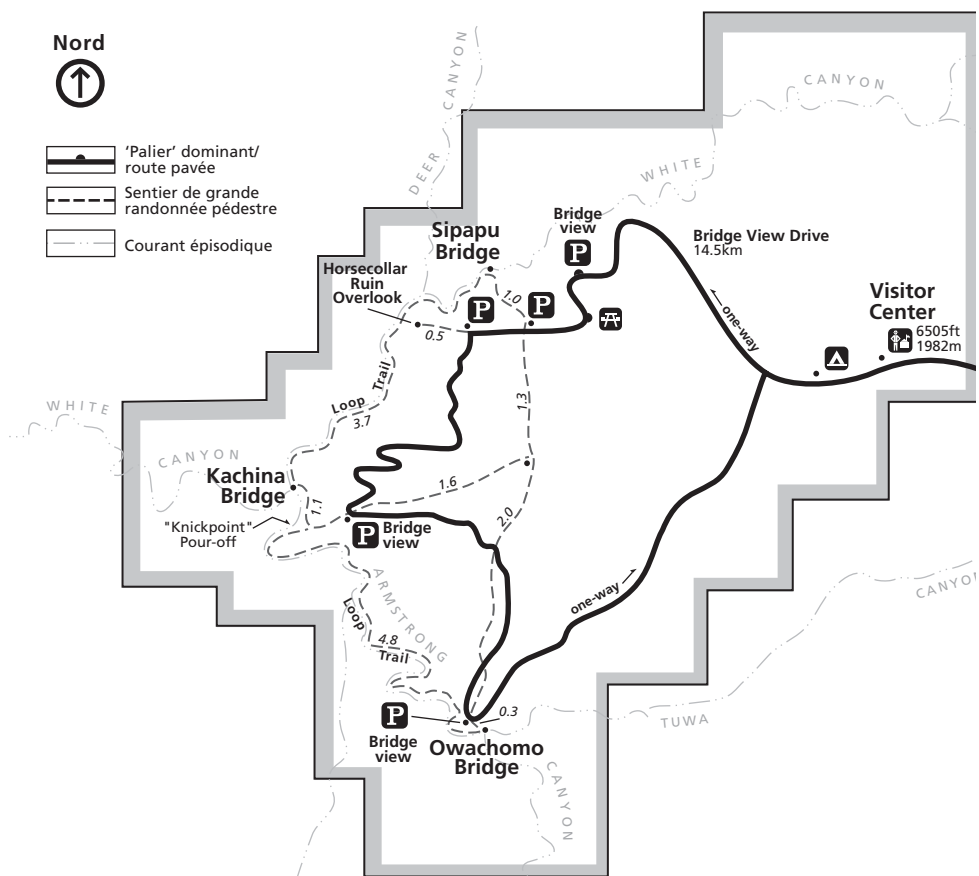 Nord
'Palier' dominant/
route pavée
Sentier de grande
randonnée pédestre
Courant épisodique
DEER CANYON
WHITE
CANYON
Sipapu
Bridge
Bridge
view
P
Bridge View Drive
14.5km
Horsecollar
Ruin
Overlook
P
P
1.0
0.5
one-way
Visitor
Center
6505ft
1982m
WHITE
CANYON
Loop
Trail
3.7
1.3
Kachina
Bridge
1.6
1.1
2.0
"Knickpoint"
Pour-off
P
Bridge
view
ARMSTRONG
Loop
Trail
4.8
one-way
CANYON
TUWA
P
Bridge
view
0.3
Owachomo
Bridge
CANYON